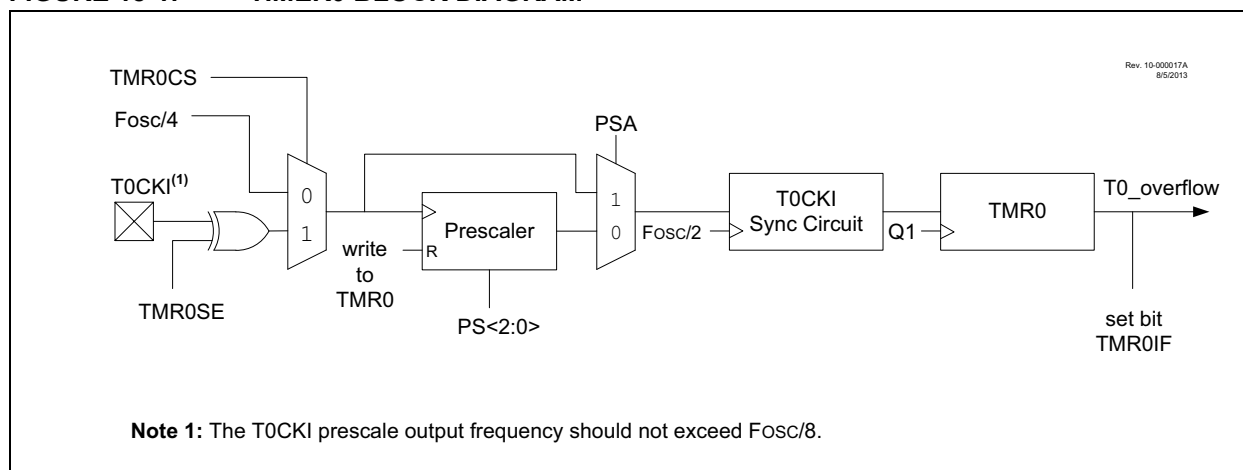 Rev. 10-000017A
8/5/2013
TMR0CS
Fosc/4
PSA
T0CKI(1)
0
1
1
0
T0CKI
Sync Circuit
TMR0
T0_overflow
Prescaler
R
FOSC/2
Q1
write
to
TMR0
TMR0SE
PS<2:0>
set bit
TMR0IF
Note 1: The T0CKI prescale output frequency should not exceed FOSC/8.